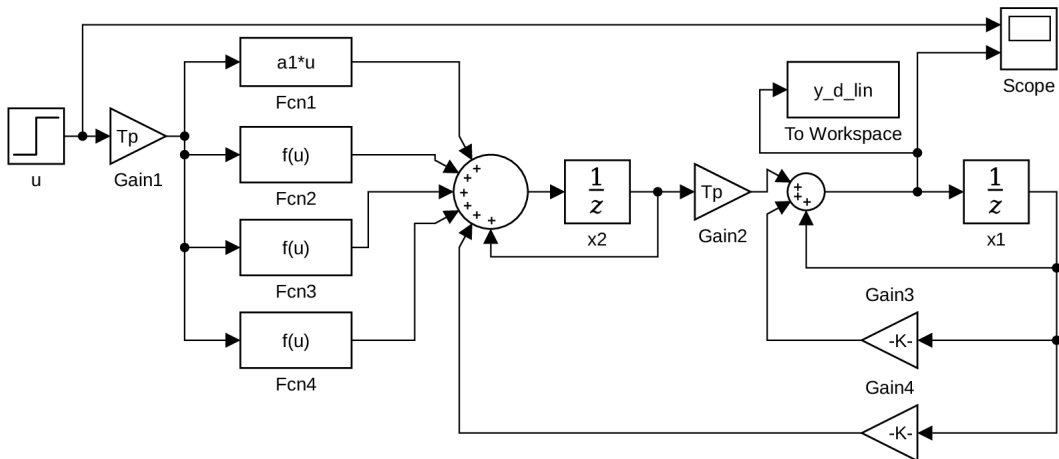 Scope
a1*u
Fcn1
y_d_lin
To Workspace
u
Tp
Gain1
f(u)
Fcn2
+
+
+
+
+
+
1
z
x2
Tp
Gain2
+
+
+
1
z
x1
f(u)
Fcn3
Gain3
-K-
f(u)
Fcn4
Gain4
-K-